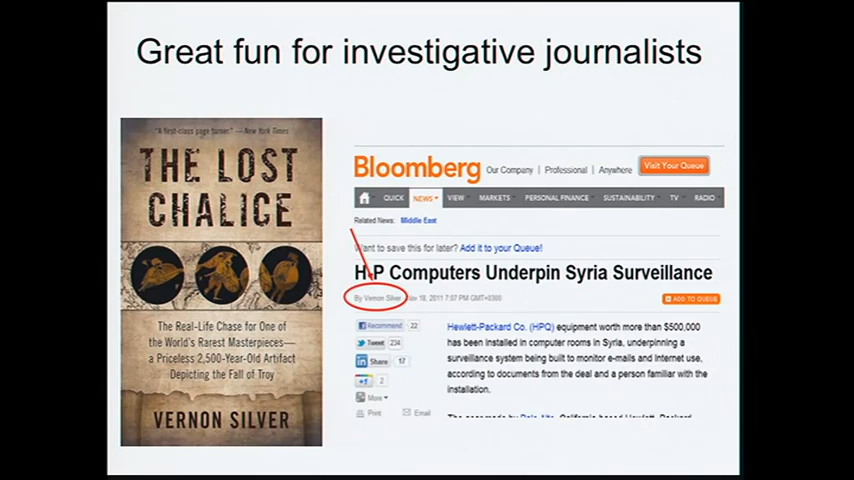 Great fun for investigative journalists
"A first-class page turner." —New York Times
THE LOST
CHALICE
The Real-Life Chase for One of
the World's Rarest Masterpieces—
a Priceless 2,500-Year-Old Artifact
Depicting the Fall of Troy
VERNON SILVER
Bloomberg Our Company | Professional | Anywhere Visit Your Queue
QUICK NEWS VIEW MARKETS PERSONAL FINANCE SUSTAINABILITY TV RADIO
Related News: Middle East
Want to save this for later? Add it to your Queue!
H-P Computers Underpin Syria Surveillance
By Vernon Silver Nov 18, 2011 7:07 PM GMT+0300 ADD TO QUEUE
Recommend 22
Tweet 234
Share 17
+1 2
More
Print Email
Hewlett-Packard Co. (HPQ) equipment worth more than $500,000
has been installed in computer rooms in Syria, underpinning a
surveillance system being built to monitor e-mails and Internet use,
according to documents from the deal and a person familiar with the
installation.